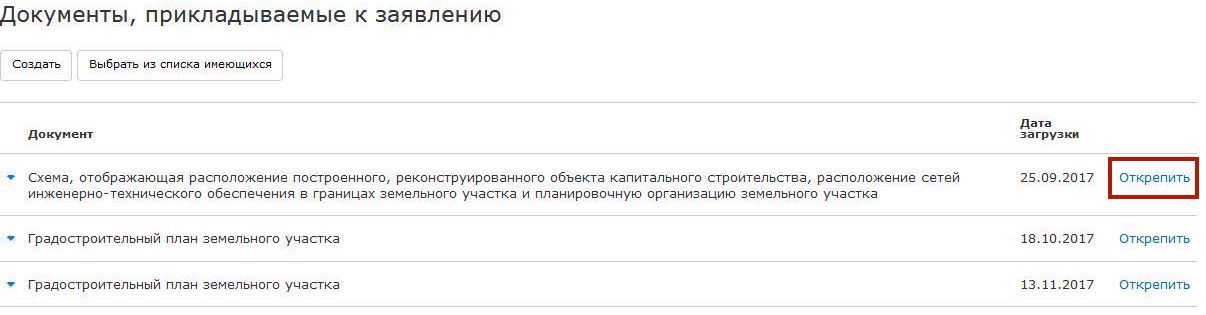 Документы, прикладываемые к заявлению
Создать
Выбрать из списка имеющихся
Документ
Дата
загрузки
Схема, отображающая расположение построенного, реконструированного объекта капитального строительства, расположение сетей
инженерно-технического обеспечения в границах земельного участка и планировочную организацию земельного участка
25.09.2017
Открепить
Градостроительный план земельного участка
18.10.2017
Открепить
Градостроительный план земельного участка
13.11.2017
Открепить